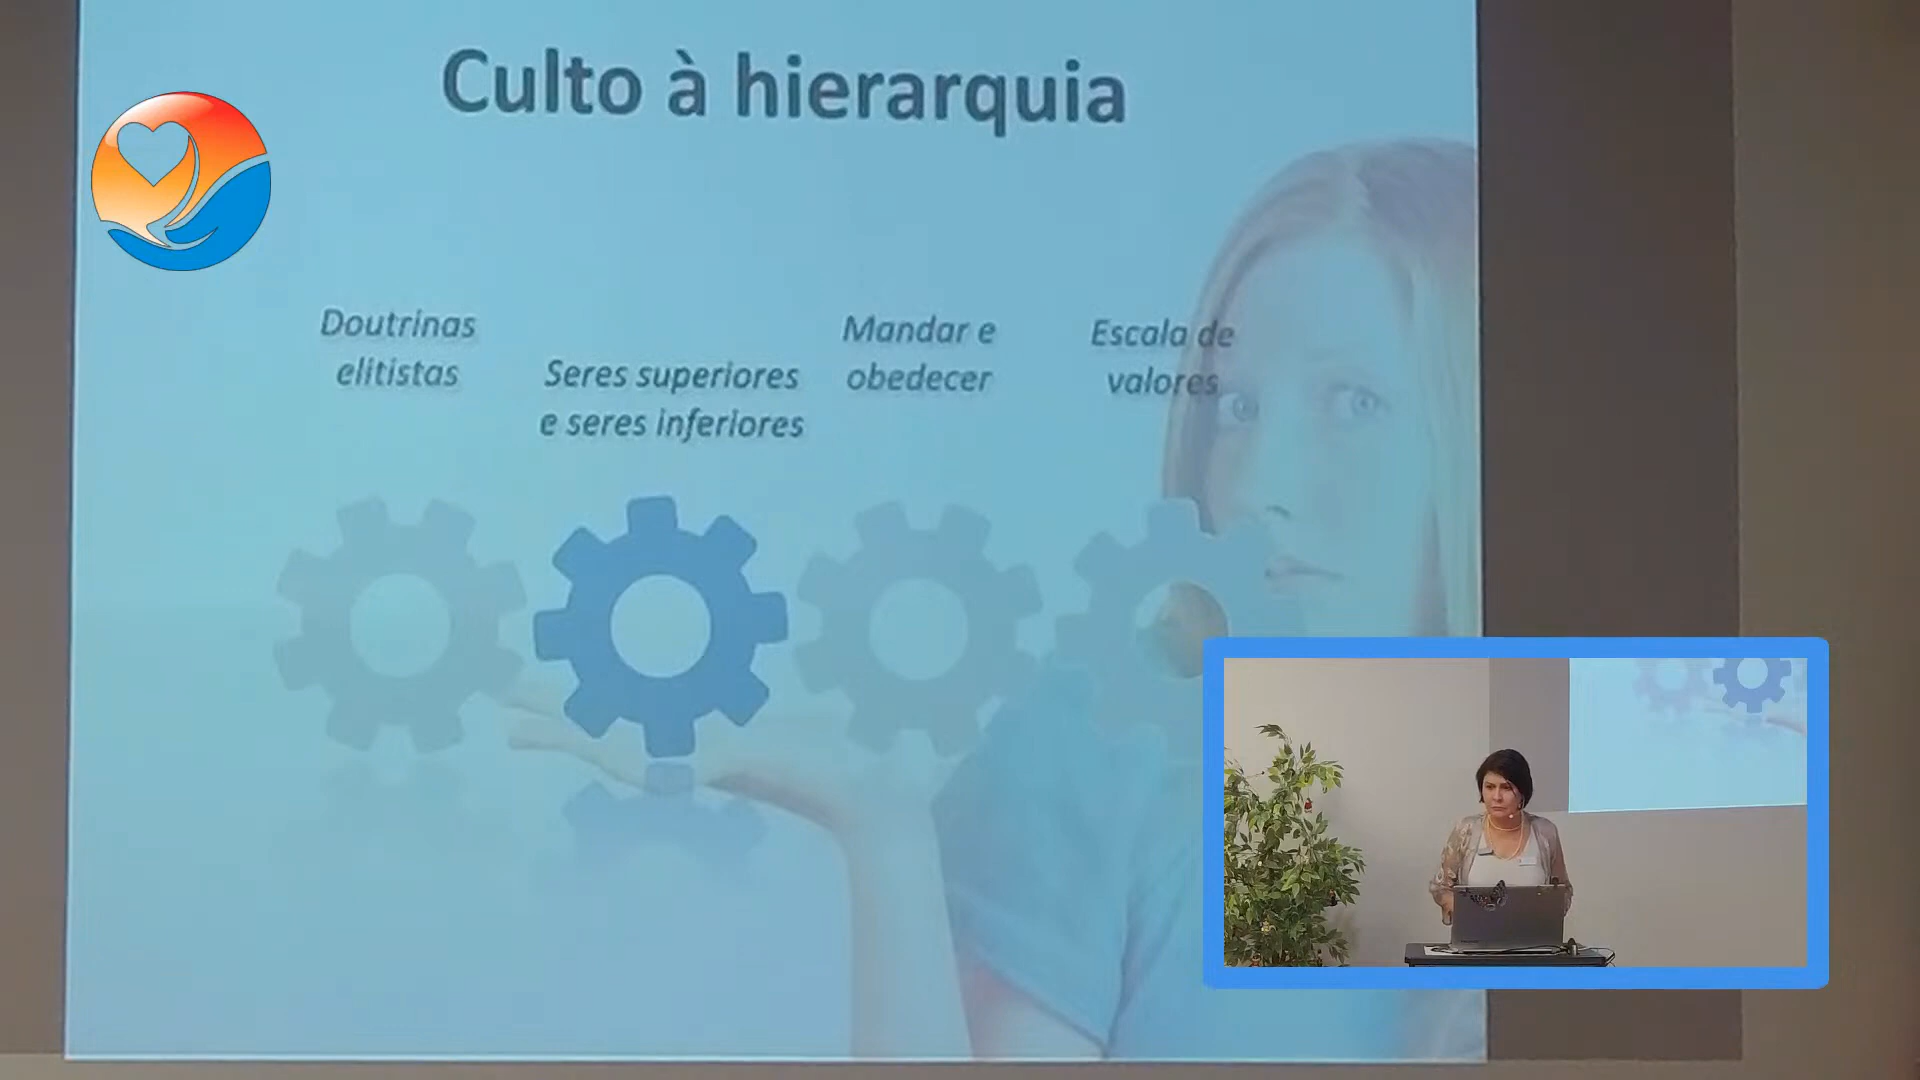 Culto à hierarquia
Doutrinas
elitistas
Seres superiores
e seres inferiores
Mandar e
obedecer
Escala de
valores